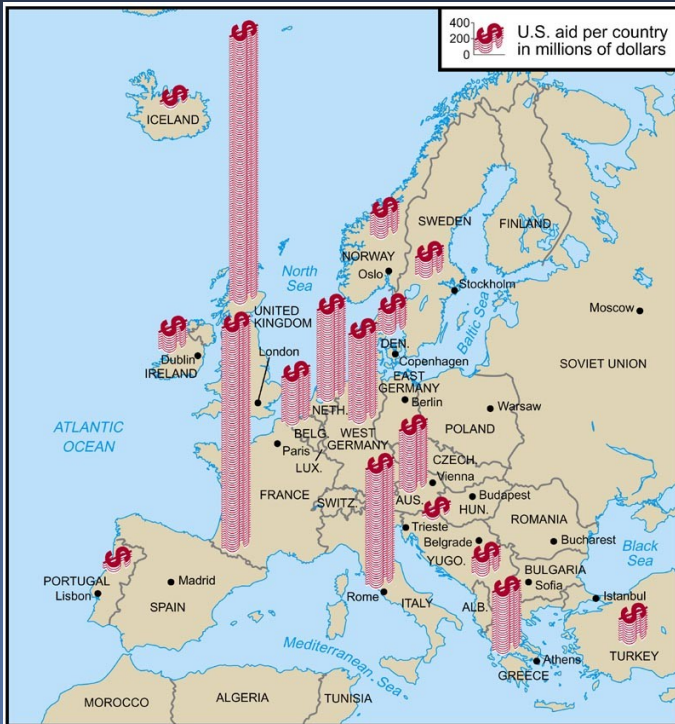 400
200
0
U.S. aid per country
in millions of dollars
$
ICELAND
$
$
NORWAY
Oslo
SWEDEN
$
FINLAND
Stockholm
North
Sea
Baltic Sea
Moscow
SOVIET UNION
$
Dublin
IRELAND
$
UNITED
KINGDOM
London
$
$
$
DEN.
Copenhagen
EAST
GERMANY
Berlin
$
NETH.
BELG.
WEST
GERMANY
LUX.
Warsaw
POLAND
ATLANTIC
OCEAN
Paris
FRANCE
SWITZ.
$
CZECH.
Vienna
AUS.
$
Budapest
HUN.
$
Trieste
ROMANIA
Belgrade
YUGO.
Bucharest
Black
Sea
$
BULGARIA
Sofia
$
PORTUGAL
Lisbon
Madrid
SPAIN
$
Rome
ITALY
ALB.
$
Istanbul
$
TURKEY
Athens
GREECE
Mediterranean Sea
MOROCCO
ALGERIA
TUNISIA